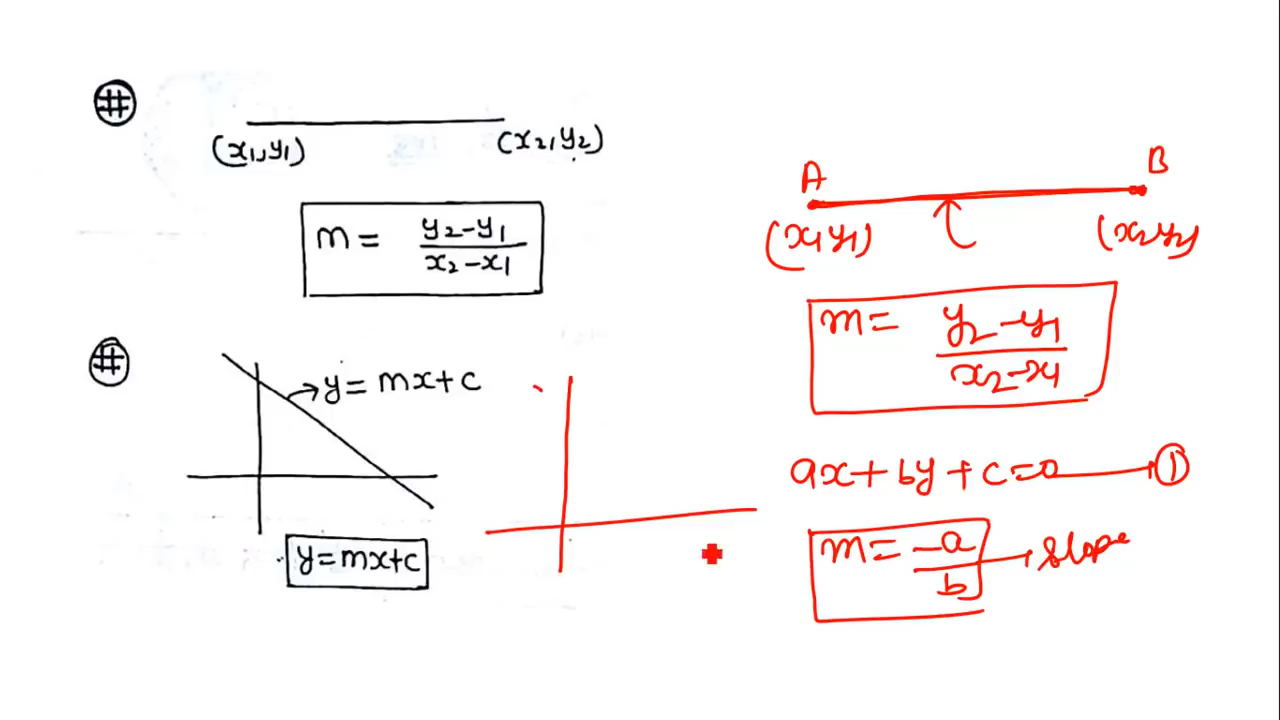 #
(x₁,y₁) (x₂,y₂)
m = y₂-y₁ / x₂-x₁
#
y = mx+c
y=mx+c
A B
(x₁y₁) (x₂y₂)
m = y₂-y₁ / x₂-x₁
ax+by+c=0 ①
m = -a / b slope